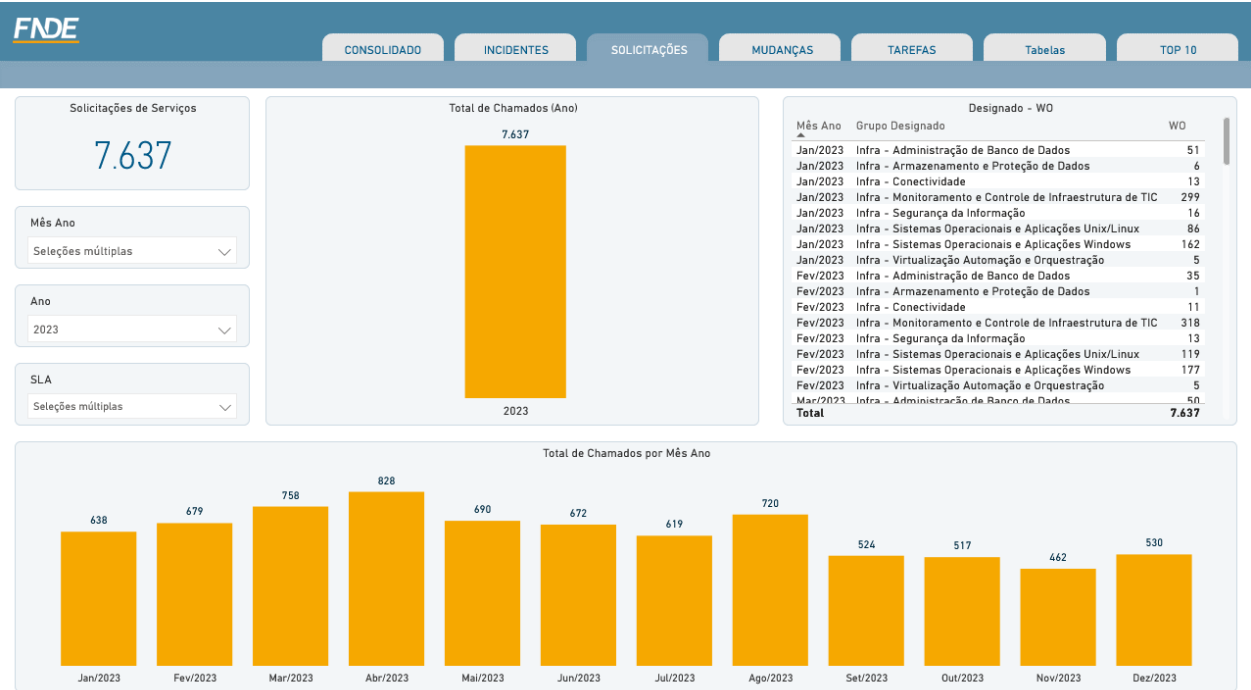 FNDE
CONSOLIDADO
INCIDENTES
SOLICITAÇÕES
MUDANÇAS
TAREFAS
Tabelas
TOP 10
Solicitações de Serviços
7.637
Mês Ano
Seleções múltiplas
Ano
2023
SLA
Seleções múltiplas
Total de Chamados (Ano)
7.637
2023
Designado - WO
Mês Ano Grupo Designado WO
Jan/2023 Infra - Administração de Banco de Dados 51
Jan/2023 Infra - Armazenamento e Proteção de Dados 6
Jan/2023 Infra - Conectividade 13
Jan/2023 Infra - Monitoramento e Controle de Infraestrutura de TIC 299
Jan/2023 Infra - Segurança da Informação 16
Jan/2023 Infra - Sistemas Operacionais e Aplicações Unix/Linux 86
Jan/2023 Infra - Sistemas Operacionais e Aplicações Windows 162
Jan/2023 Infra - Virtualização Automação e Orquestração 5
Fev/2023 Infra - Administração de Banco de Dados 35
Fev/2023 Infra - Armazenamento e Proteção de Dados 1
Fev/2023 Infra - Conectividade 11
Fev/2023 Infra - Monitoramento e Controle de Infraestrutura de TIC 318
Fev/2023 Infra - Segurança da Informação 13
Fev/2023 Infra - Sistemas Operacionais e Aplicações Unix/Linux 119
Fev/2023 Infra - Sistemas Operacionais e Aplicações Windows 177
Fev/2023 Infra - Virtualização Automação e Orquestração 5
Mar/2023 Infra - Administração de Banco de Dados 50
Total 7.637
Total de Chamados por Mês Ano
638 679 758 828 690 672 619 720 524 517 462 530
Jan/2023 Fev/2023 Mar/2023 Abr/2023 Mai/2023 Jun/2023 Jul/2023 Ago/2023 Set/2023 Out/2023 Nov/2023 Dez/2023